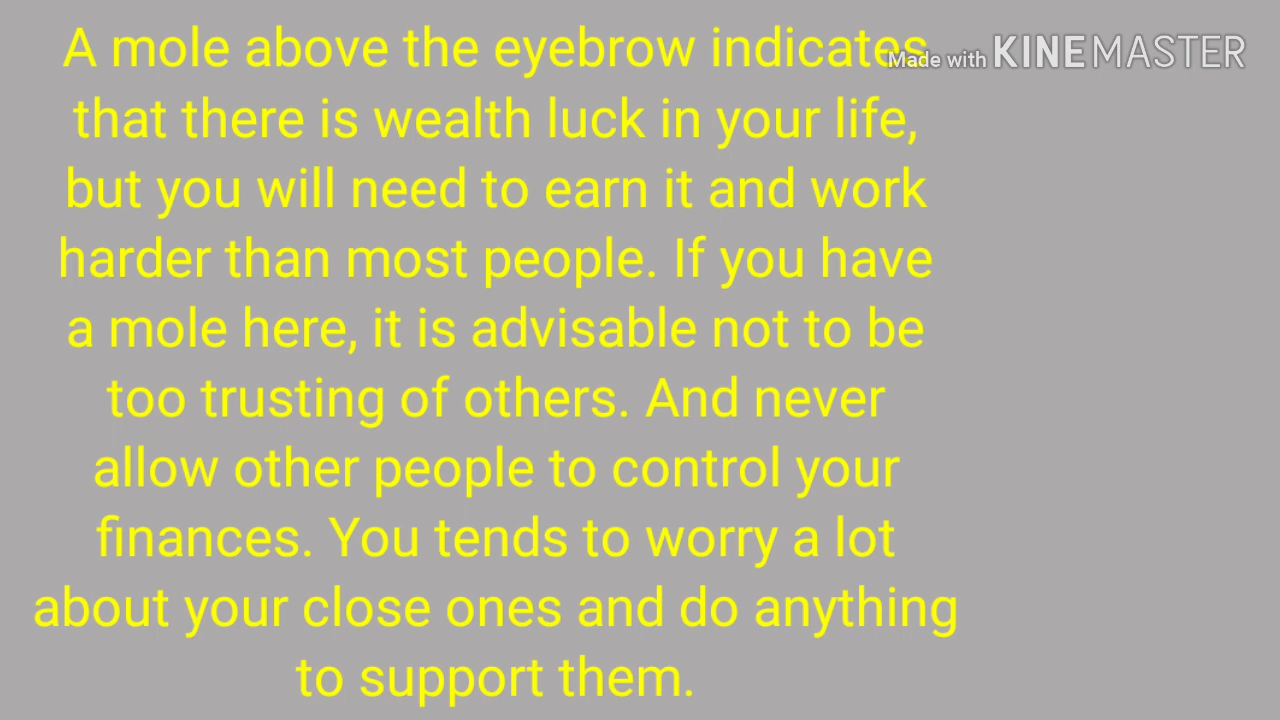 A mole above the eyebrow indicates
Made with KINEMASTER
that there is wealth luck in your life,
but you will need to earn it and work
harder than most people. If you have
a mole here, it is advisable not to be
too trusting of others. And never
allow other people to control your
finances. You tends to worry a lot
about your close ones and do anything
to support them.